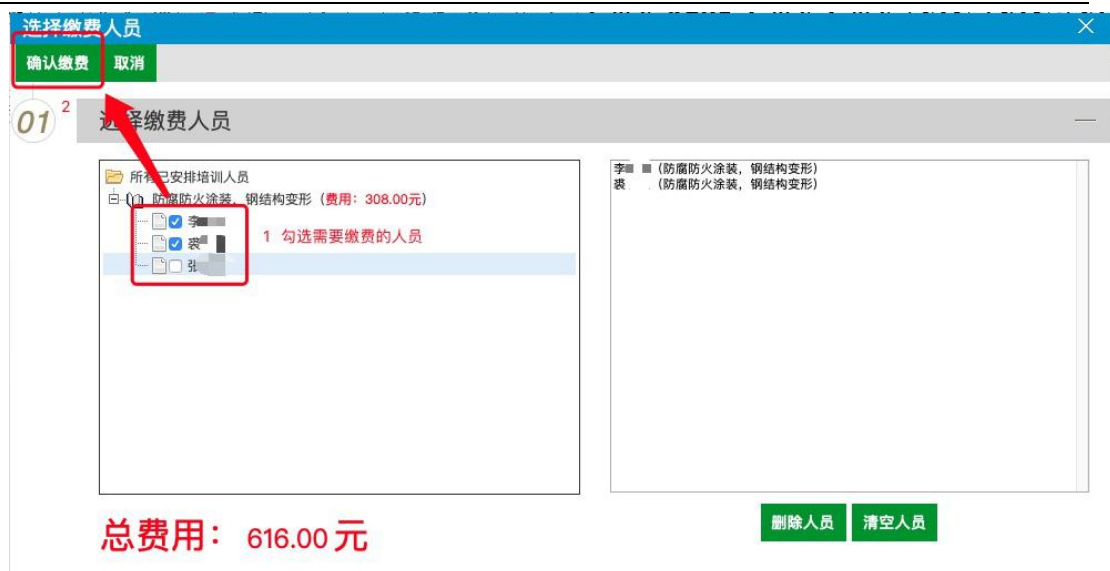 选择缴费人员
确认缴费 取消
01 2 选择缴费人员
所有已安排培训人员
防腐防火涂装，钢结构变形（费用：308.00元）
李
裘
张
1 勾选需要缴费的人员
李 （防腐防火涂装，钢结构变形）
裘 （防腐防火涂装，钢结构变形）
总费用： 616.00 元
删除人员 清空人员